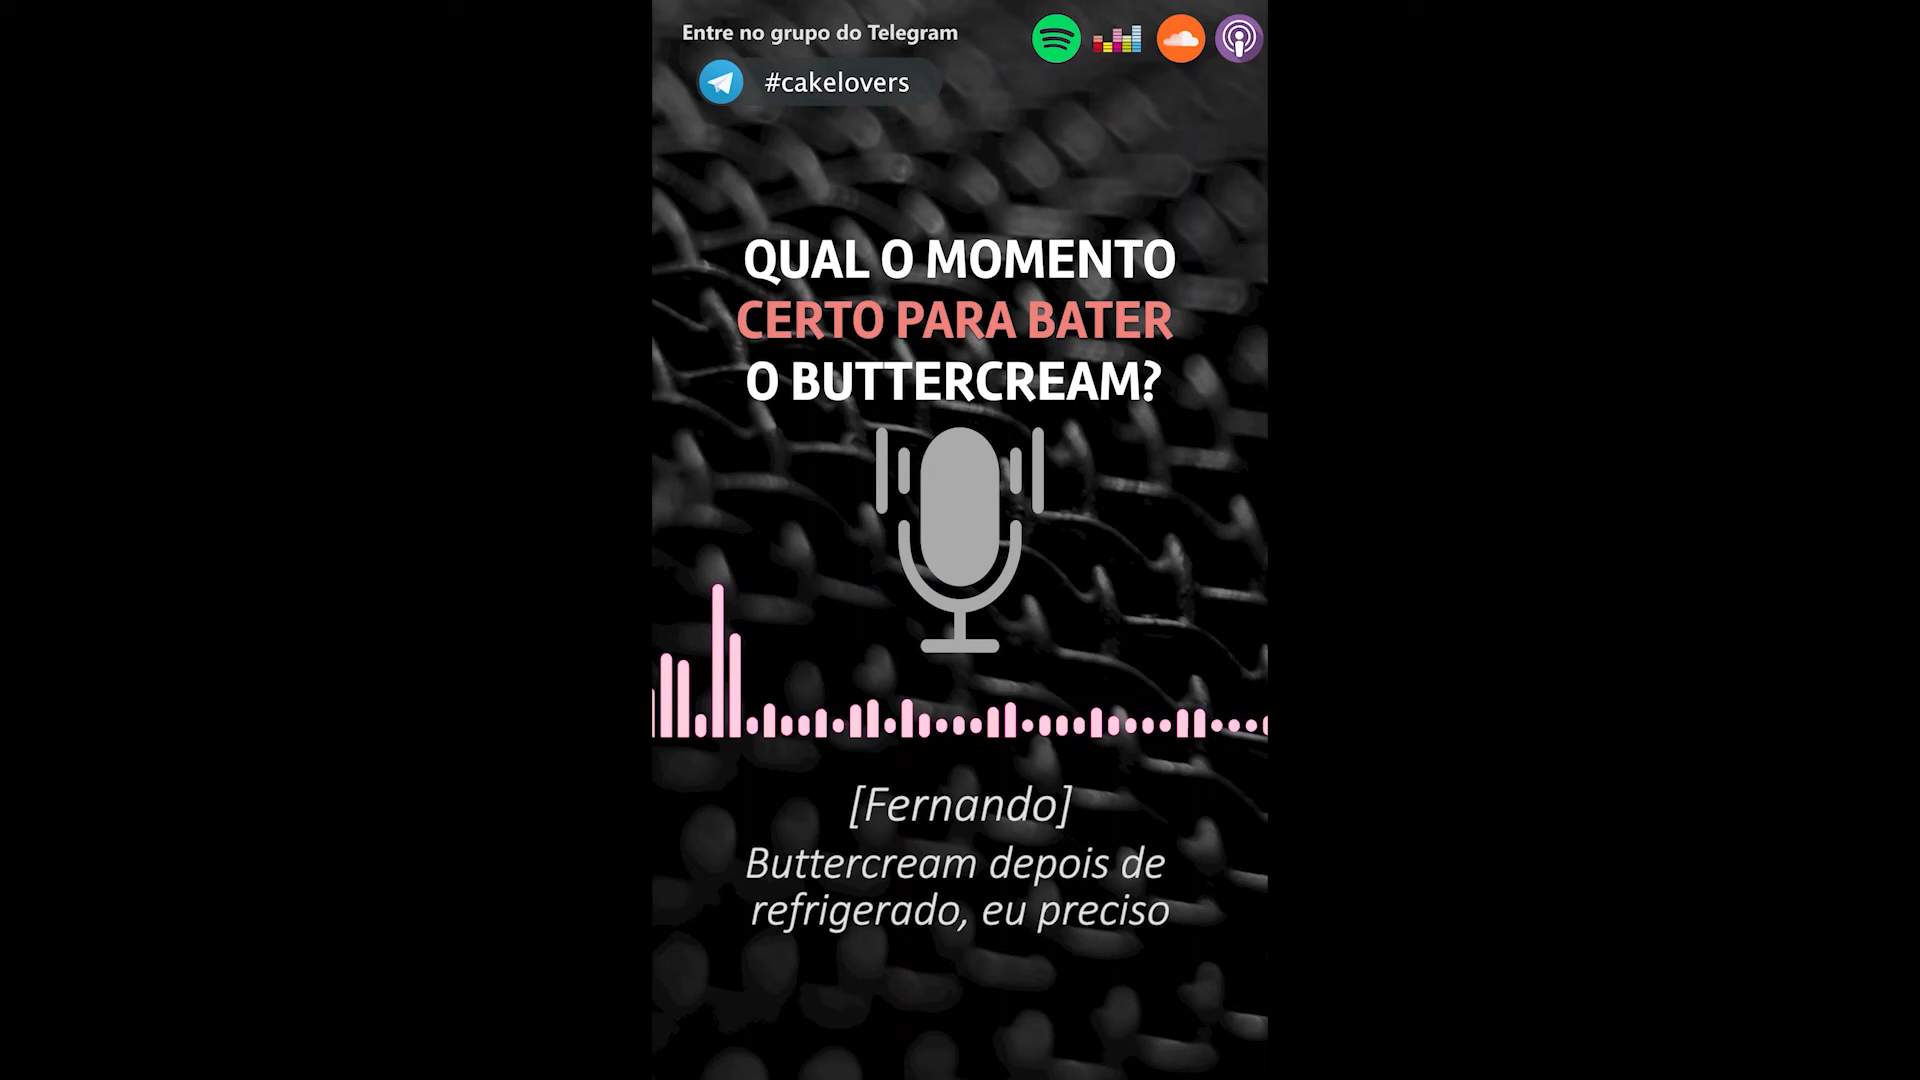 Entre no grupo do Telegram
#cakelovers
QUAL O MOMENTO
CERTO PARA BATER
O BUTTERCREAM?
[Fernando]
Buttercream depois de
refrigerado, eu preciso